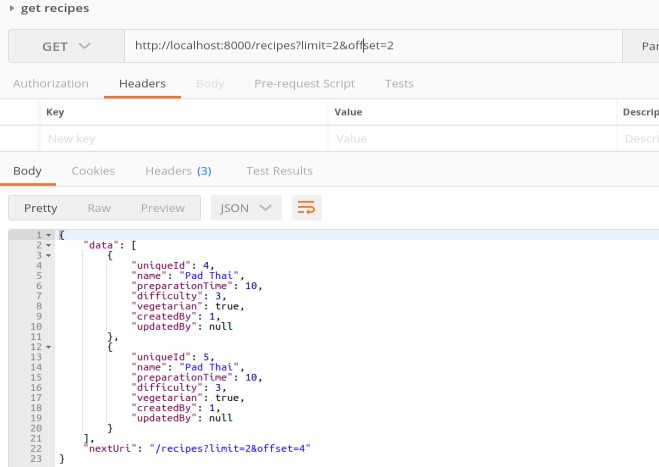 get recipes
GET http://localhost:8000/recipes?limit=2&offset=2 Par
Authorization Headers Body Pre-request Script Tests
Key Value Descrip
New key Value Descri
Body Cookies Headers (3) Test Results
Pretty Raw Preview JSON
1 {
2 "data": [
3 {
4 "uniqueId": 4,
5 "name": "Pad Thai",
6 "preparationTime": 10,
7 "difficulty": 3,
8 "vegetarian": true,
9 "createdBy": 1,
10 "updatedBy": null
11 },
12 {
13 "uniqueId": 5,
14 "name": "Pad Thai",
15 "preparationTime": 10,
16 "difficulty": 3,
17 "vegetarian": true,
18 "createdBy": 1,
19 "updatedBy": null
20 }
21 ],
22 "nextUri": "/recipes?limit=2&offset=4"
23 }